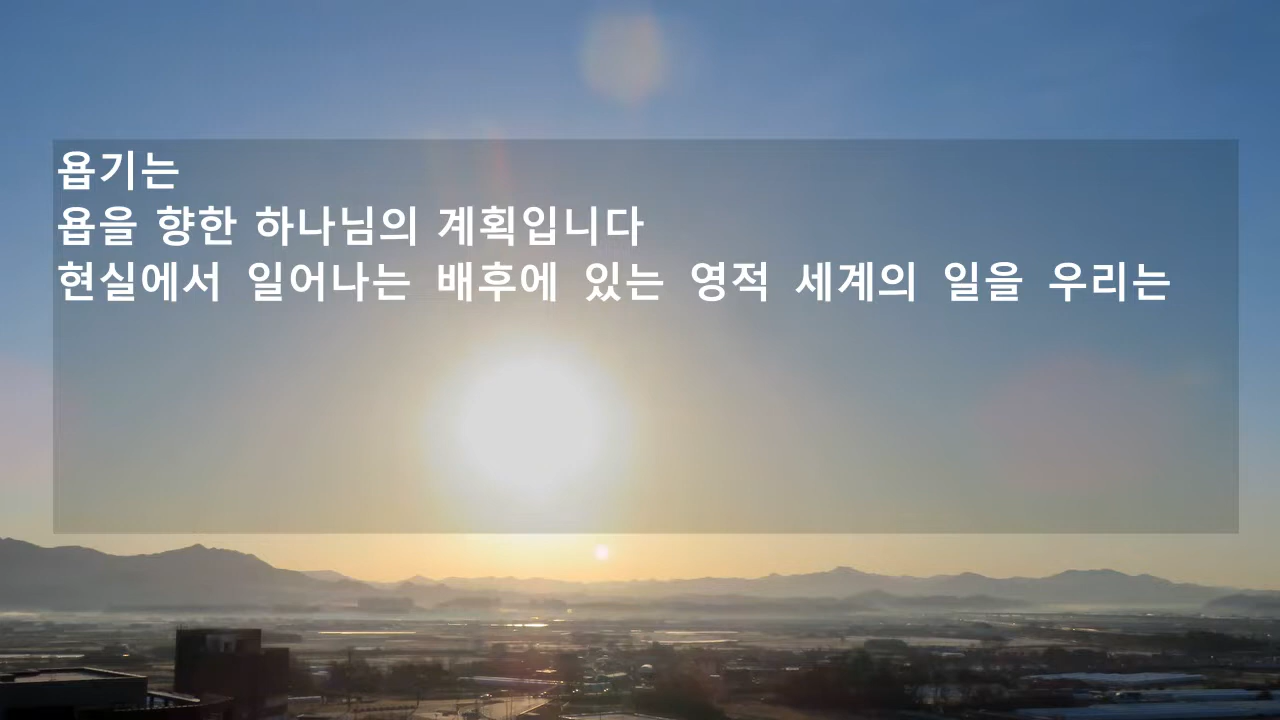 욥기는
욥을 향한 하나님의 계획입니다
현실에서 일어나는 배후에 있는 영적 세계의 일을 우리는